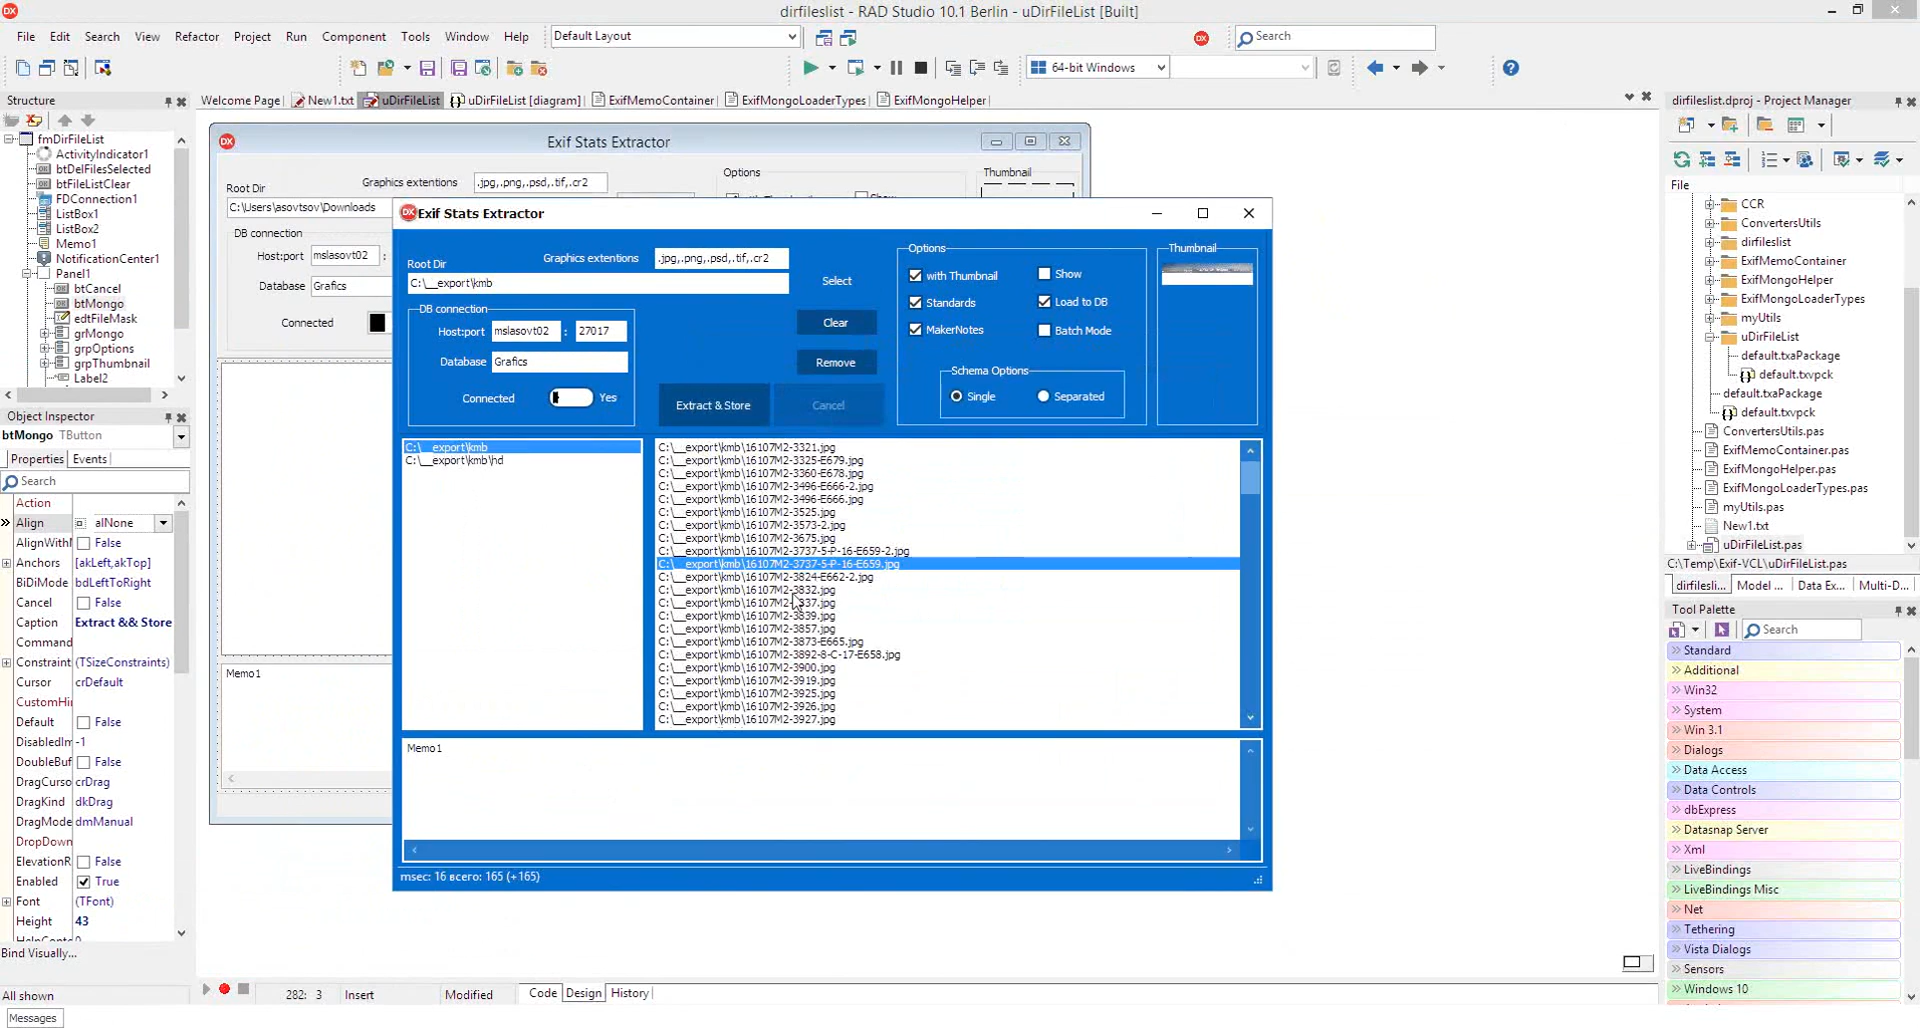 dirfileslist - RAD Studio 10.1 Berlin - uDirFileList [Built]
File Edit Search View Refactor Project Run Component Tools Window Help Default Layout Search
64-bit Windows
Structure
fmDirFileList
ActivityIndicator1
btDelFilesSelected
btFileListClear
FDConnection1
ListBox1
ListBox2
Memo1
NotificationCenter1
Panel1
btCancel
btMongo
edtFileMask
grMongo
grpOptions
grpThumbnail
Label2
Object Inspector
btMongo TButton
Properties Events
Search
Action
Align alNone
AlignWithM False
Anchors [akLeft,akTop]
BiDiMode bdLeftToRight
Cancel False
Caption Extract && Store
Command
Constraint (TSizeConstraints)
Cursor crDefault
CustomHi
Default False
DisabledIm -1
DoubleBuf False
DragCurso crDrag
DragKind dkDrag
DragMode dmManual
DropDown
ElevationR False
Enabled True
Font (TFont)
Height 43
Bind Visually...
All shown
Messages
Welcome Page New1.txt uDirFileList uDirFileList [diagram] ExifMemoContainer ExifMongoLoaderTypes ExifMongoHelper
Exif Stats Extractor
Options
Thumbnail
Root Dir
Graphics extentions .jpg,.png,.psd,.tif,.cr2
C:\Users\asovtsov\Downloads
DB connection
Host:port mslasovt02 :
Database Grafics
Connected
Memo1
Exif Stats Extractor
Root Dir
Graphics extentions .jpg,.png,.psd,.tif,.cr2
C:\__export\kmb
Select
DB connection
Host:port mslasovt02 : 27017
Clear
Database Grafics
Remove
Connected Yes
Extract & Store
Cancel
Options
with Thumbnail Show
Standards Load to DB
MakerNotes Batch Mode
Schema Options
Single Separated
Thumbnail
C:\__export\kmb
C:\__export\kmb\hd
C:\__export\kmb\16107M2-3321.jpg
C:\__export\kmb\16107M2-3325-E679.jpg
C:\__export\kmb\16107M2-3360-E678.jpg
C:\__export\kmb\16107M2-3496-E666-2.jpg
C:\__export\kmb\16107M2-3496-E666.jpg
C:\__export\kmb\16107M2-3525.jpg
C:\__export\kmb\16107M2-3573-2.jpg
C:\__export\kmb\16107M2-3675.jpg
C:\__export\kmb\16107M2-3737-5-P-16-E659-2.jpg
C:\__export\kmb\16107M2-3737-5-P-16-E659.jpg
C:\__export\kmb\16107M2-3824-E662-2.jpg
C:\__export\kmb\16107M2-3832.jpg
C:\__export\kmb\16107M2-3839.jpg
C:\__export\kmb\16107M2-3857.jpg
C:\__export\kmb\16107M2-3873-E665.jpg
C:\__export\kmb\16107M2-3892-8-C-17-E658.jpg
C:\__export\kmb\16107M2-3900.jpg
C:\__export\kmb\16107M2-3919.jpg
C:\__export\kmb\16107M2-3925.jpg
C:\__export\kmb\16107M2-3926.jpg
C:\__export\kmb\16107M2-3927.jpg
Memo1
msec: 16 всего: 165 (+165)
282: 3 Insert Modified Code Design History
dirfileslist.dproj - Project Manager
File
CCR
ConvertersUtils
dirfileslist
ExifMemoContainer
ExifMongoHelper
ExifMongoLoaderTypes
myUtils
uDirFileList
default.txaPackage
default.txvpck
default.txaPackage
default.txvpck
ConvertersUtils.pas
ExifMemoContainer.pas
ExifMongoHelper.pas
ExifMongoLoaderTypes.pas
myUtils.pas
New1.txt
uDirFileList.pas
C:\Temp\Exif-VCL\uDirFileList.pas
dirfilesli... Model ... Data Ex... Multi-D...
Tool Palette
Search
Standard
Additional
Win32
System
Win 3.1
Dialogs
Data Access
Data Controls
dbExpress
Datasnap Server
Xml
LiveBindings
LiveBindings Misc
Net
Tethering
Vista Dialogs
Sensors
Windows 10